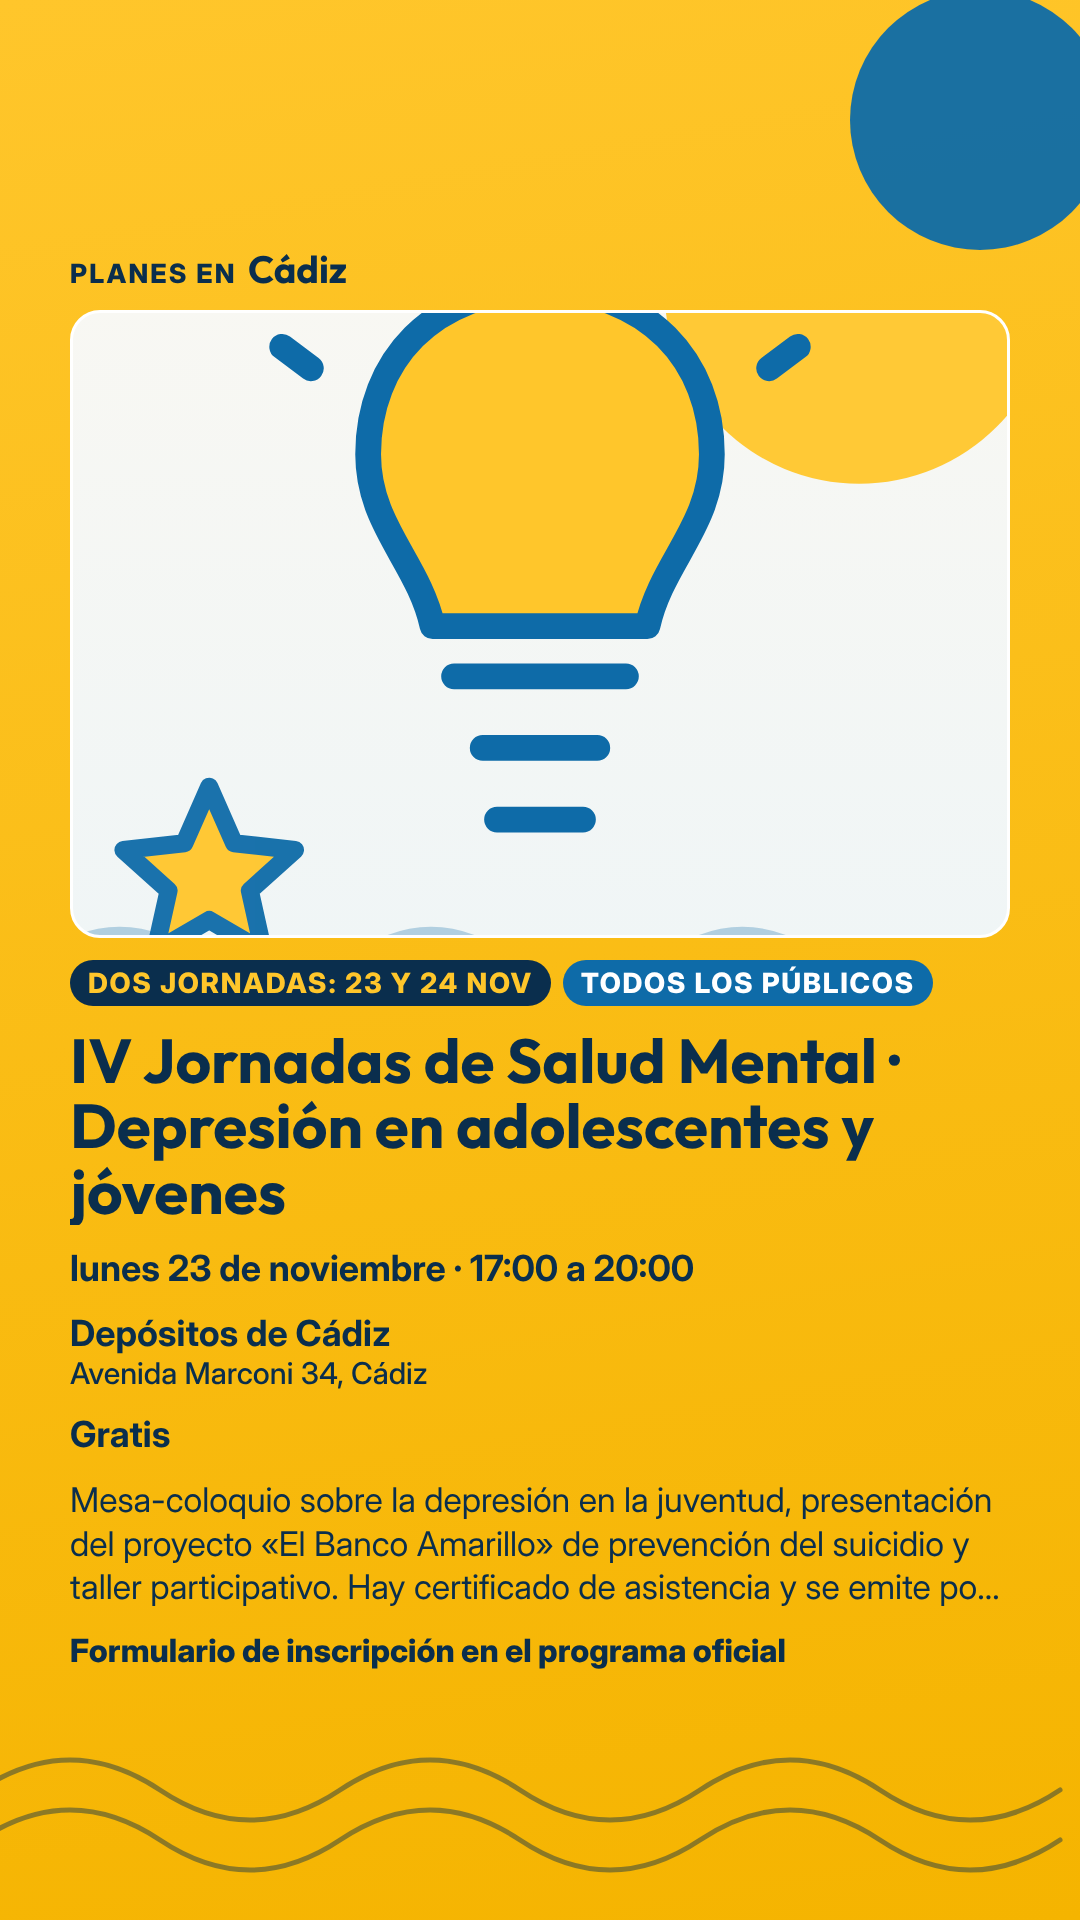 PLANES EN Cádiz
DOS JORNADAS: 23 Y 24 NOV
TODOS LOS PÚBLICOS
IV Jornadas de Salud Mental ·
Depresión en adolescentes y
jóvenes
lunes 23 de noviembre · 17:00 a 20:00
Depósitos de Cádiz
Avenida Marconi 34, Cádiz
Gratis
Mesa-coloquio sobre la depresión en la juventud, presentación
del proyecto «El Banco Amarillo» de prevención del suicidio y
taller participativo. Hay certificado de asistencia y se emite po...
Formulario de inscripción en el programa oficial